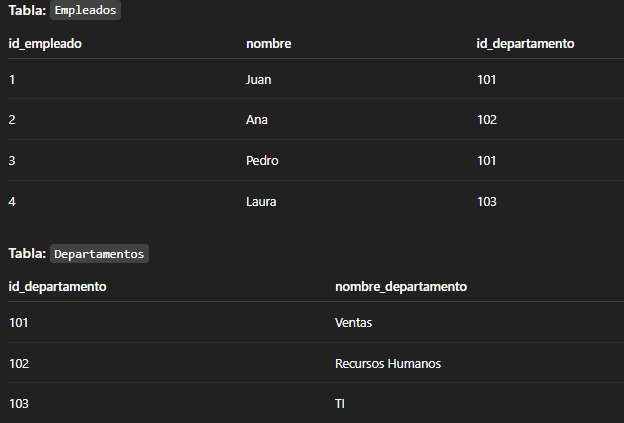 Tabla: Empleados
id_empleado nombre id_departamento
1 Juan 101
2 Ana 102
3 Pedro 101
4 Laura 103
Tabla: Departamentos
id_departamento nombre_departamento
101 Ventas
102 Recursos Humanos
103 TI